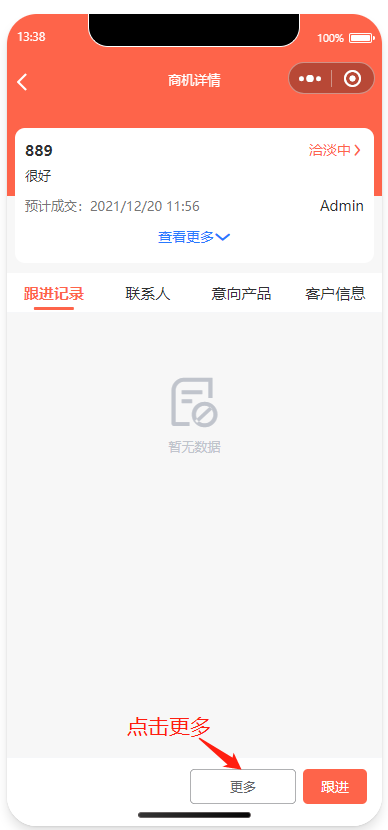 13:38 100%
商机详情
889 洽谈中
很好
预计成交：2021/12/20 11:56 Admin
查看更多
跟进记录 联系人 意向产品 客户信息
暂无数据
点击更多
更多 跟进